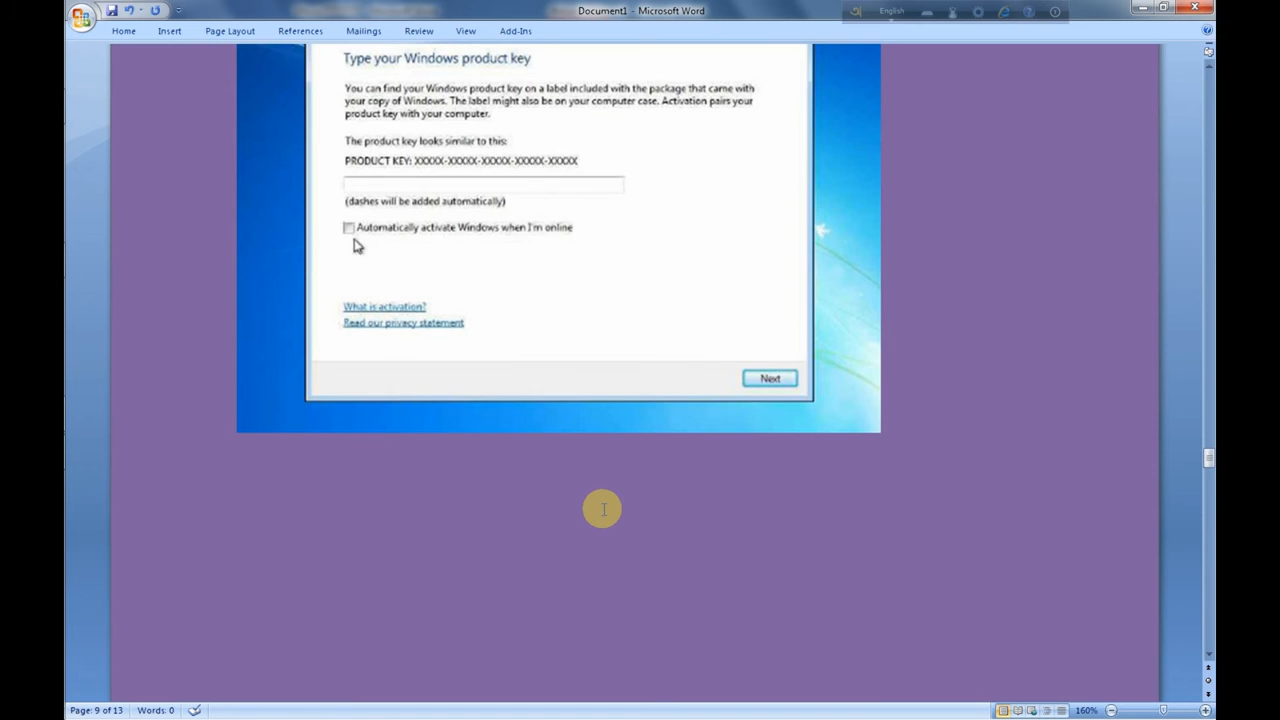 Document1 - Microsoft Word
English
Home Insert Page Layout References Mailings Review View Add-Ins
Type your Windows product key
You can find your Windows product key on a label included with the package that came with
your copy of Windows. The label might also be on your computer case. Activation pairs your
product key with your computer.
The product key looks similar to this:
PRODUCT KEY: XXXXX-XXXXX-XXXXX-XXXXX-XXXXX
(dashes will be added automatically)
Automatically activate Windows when I'm online
What is activation?
Read our privacy statement
Next
Page: 9 of 13 Words: 0 160%